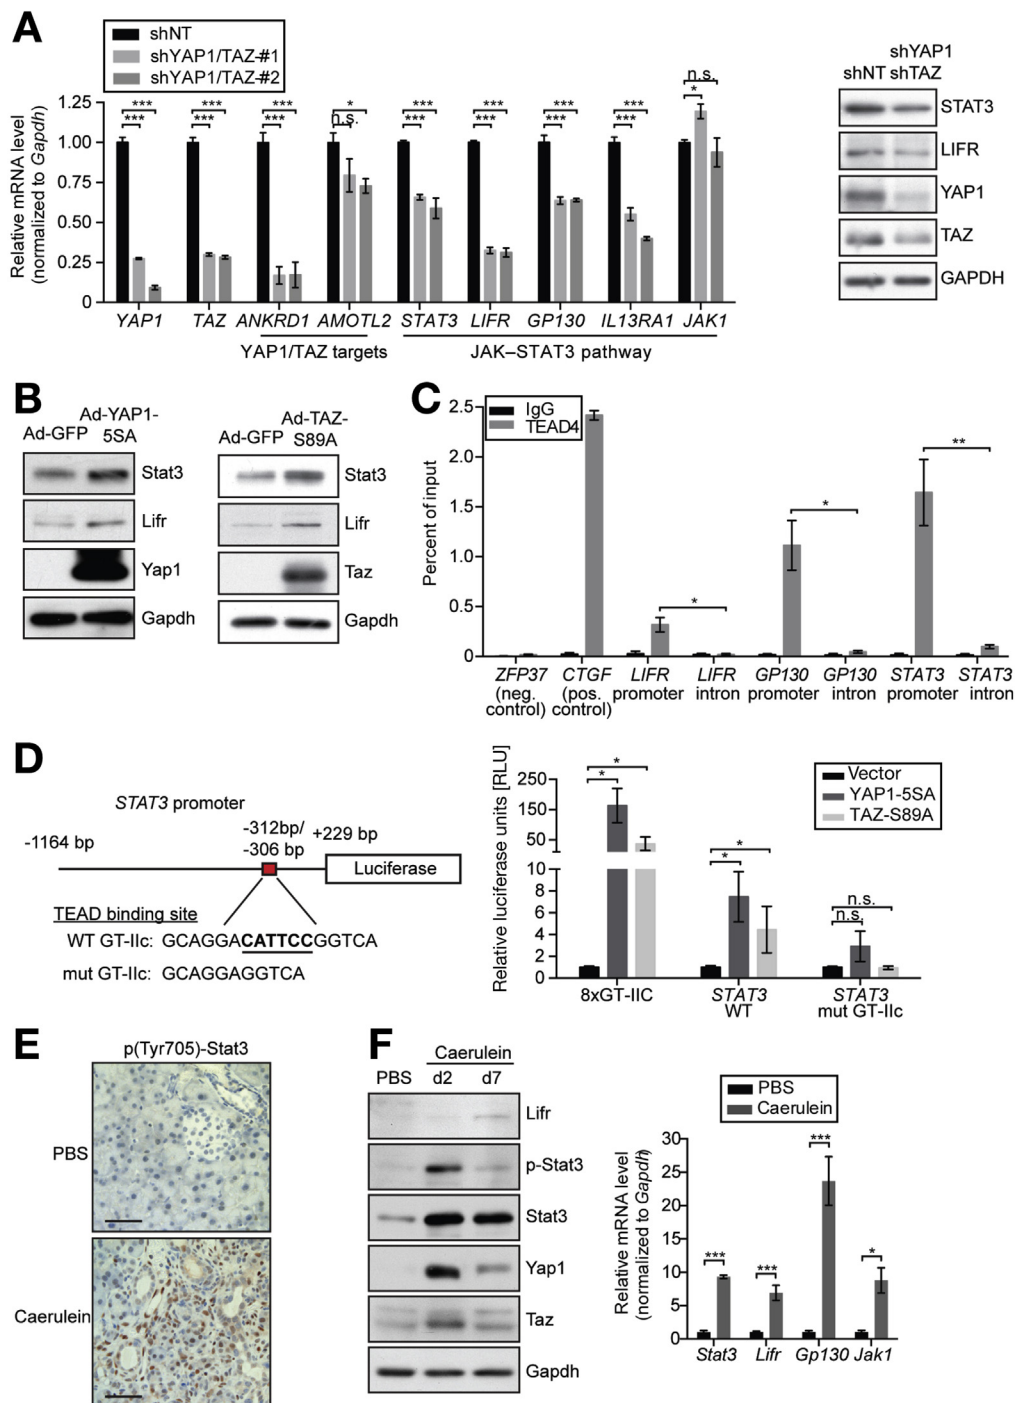 A
shNT
shYAP1/TAZ-#1
shYAP1/TAZ-#2
Relative mRNA level
(normalized to Gapdh)
1.25
1.00
0.75
0.50
0.25
0
*** *** *** * *** *** *** *** n.s.
*** *** *** n.s. *** *** *** *** *
YAP1 TAZ ANKRD1 AMOTL2 STAT3 LIFR GP130 IL13RA1 JAK1
YAP1/TAZ targets JAK–STAT3 pathway
shYAP1
shNT shTAZ
STAT3
LIFR
YAP1
TAZ
GAPDH
B
Ad-YAP1-
Ad-GFP 5SA
Stat3
Lifr
Yap1
Gapdh
Ad-TAZ-
Ad-GFP S89A
Stat3
Lifr
Taz
Gapdh
C
IgG
TEAD4
Percent of input
2.5
2.0
1.5
1.0
0.5
0
*
*
**
ZFP37 CTGF LIFR LIFR GP130 GP130 STAT3 STAT3
(neg. (pos. promoter intron promoter intron promoter intron
control) control)
D
STAT3 promoter
-1164 bp
-312bp/
-306 bp
+229 bp
Luciferase
TEAD binding site
WT GT-IIc: GCAGGACATTCCGGTCA
mut GT-IIc: GCAGGAGGTCA
Relative luciferase units [RLU]
250
150
50
10
8
6
4
2
0
Vector
YAP1-5SA
TAZ-S89A
* * n.s.
* * n.s.
8xGT-IIC STAT3 STAT3
WT mut GT-IIc
E
p(Tyr705)-Stat3
PBS
Caerulein
F
Caerulein
PBS d2 d7
Lifr
p-Stat3
Stat3
Yap1
Taz
Gapdh
PBS
Caerulein
Relative mRNA level
(normalized to Gapdh)
30
25
20
15
10
5
0
*** *** *** *
Stat3 Lifr Gp130 Jak1